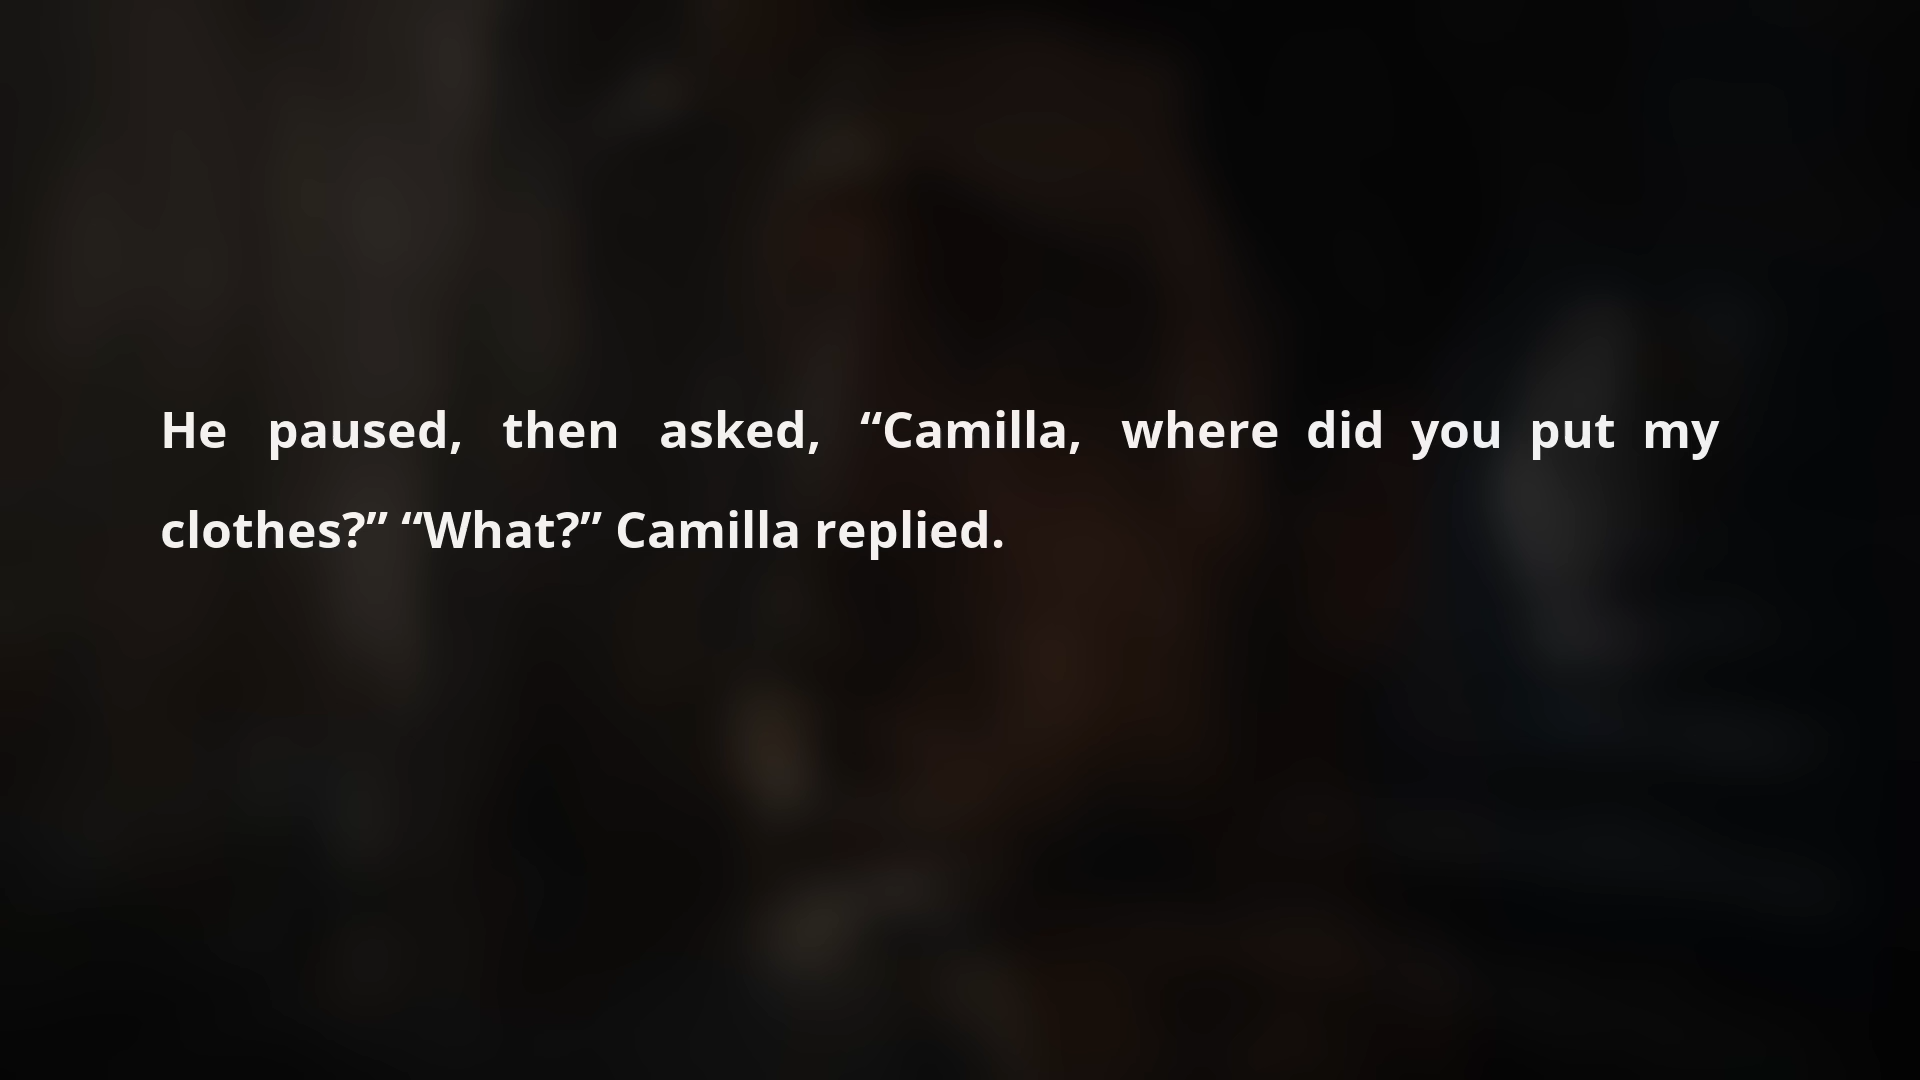 He paused, then asked, “Camilla, where did you put my
clothes?” “What?” Camilla replied.